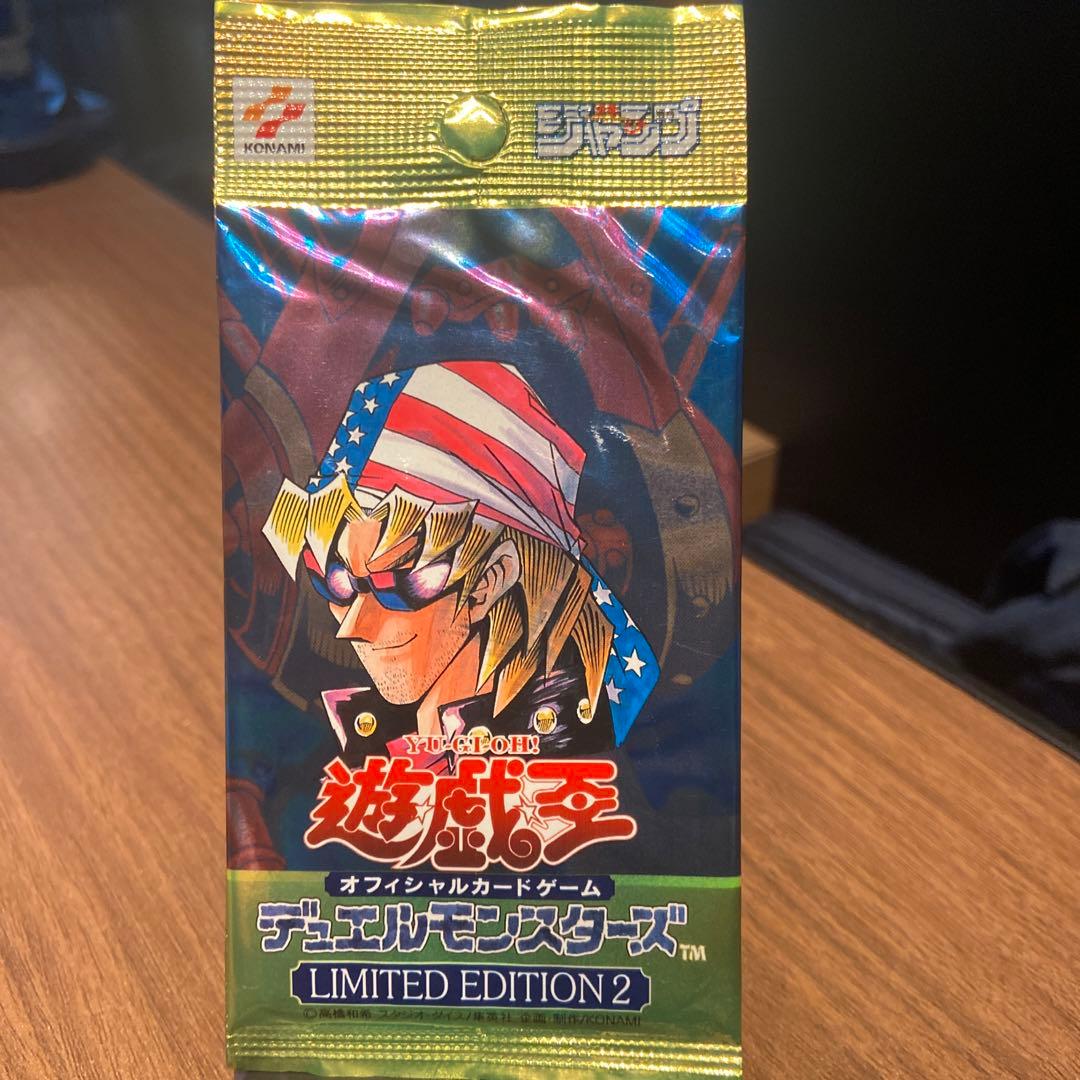 KONAMI
ジャンプ
YU-GI-OH!
遊戯王
オフィシャルカードゲーム
デュエルモンスターズ™
LIMITED EDITION 2
©高橋和希 スタジオ・ダイス/集英社 企画・制作/KONAMI